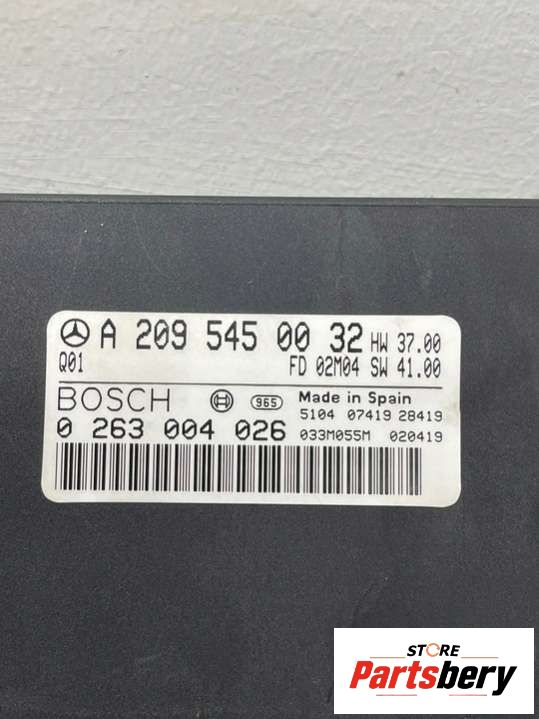 A 209 545 00 32 HW 37.00
Q01 FD 02M04 SW 41.00
BOSCH 965 Made in Spain
5104 07419 28419
0 263 004 026 033M055M 020419
STORE
Partsbery